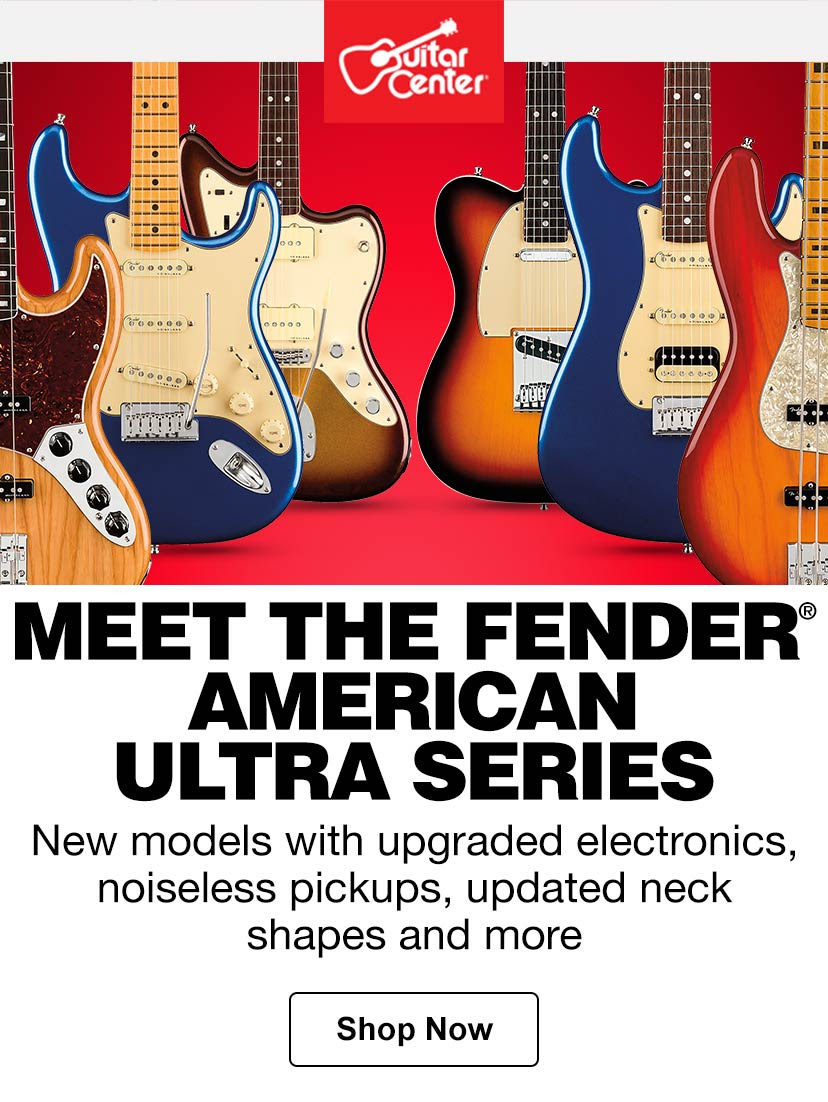 Guitar
Center
MEET THE FENDER®
AMERICAN
ULTRA SERIES
New models with upgraded electronics,
noiseless pickups, updated neck
shapes and more
Shop Now